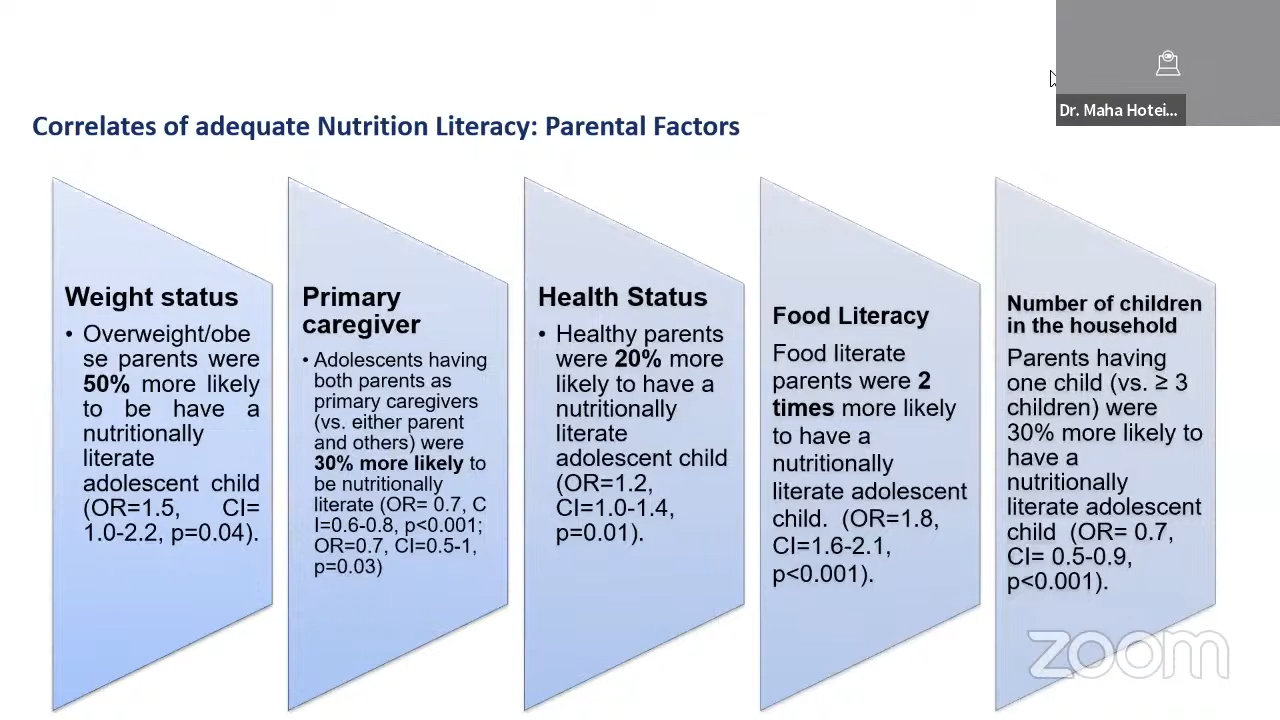 Dr. Maha Hotei...
Correlates of adequate Nutrition Literacy: Parental Factors
Weight status
• Overweight/obe
se parents were
50% more likely
to be have a
nutritionally
literate
adolescent child
(OR=1.5, CI=
1.0-2.2, p=0.04).
Primary
caregiver
• Adolescents having
both parents as
primary caregivers
(vs. either parent
and others) were
30% more likely to
be nutritionally
literate (OR= 0.7, C
I=0.6-0.8, p<0.001;
OR=0.7, CI=0.5-1,
p=0.03)
Health Status
• Healthy parents
were 20% more
likely to have a
nutritionally
literate
adolescent child
(OR=1.2,
CI=1.0-1.4,
p=0.01).
Food Literacy
Food literate
parents were 2
times more likely
to have a
nutritionally
literate adolescent
child. (OR=1.8,
CI=1.6-2.1,
p<0.001).
Number of children
in the household
Parents having
one child (vs. ≥ 3
children) were
30% more likely to
have a
nutritionally
literate adolescent
child (OR= 0.7,
CI= 0.5-0.9,
p<0.001).
zoom